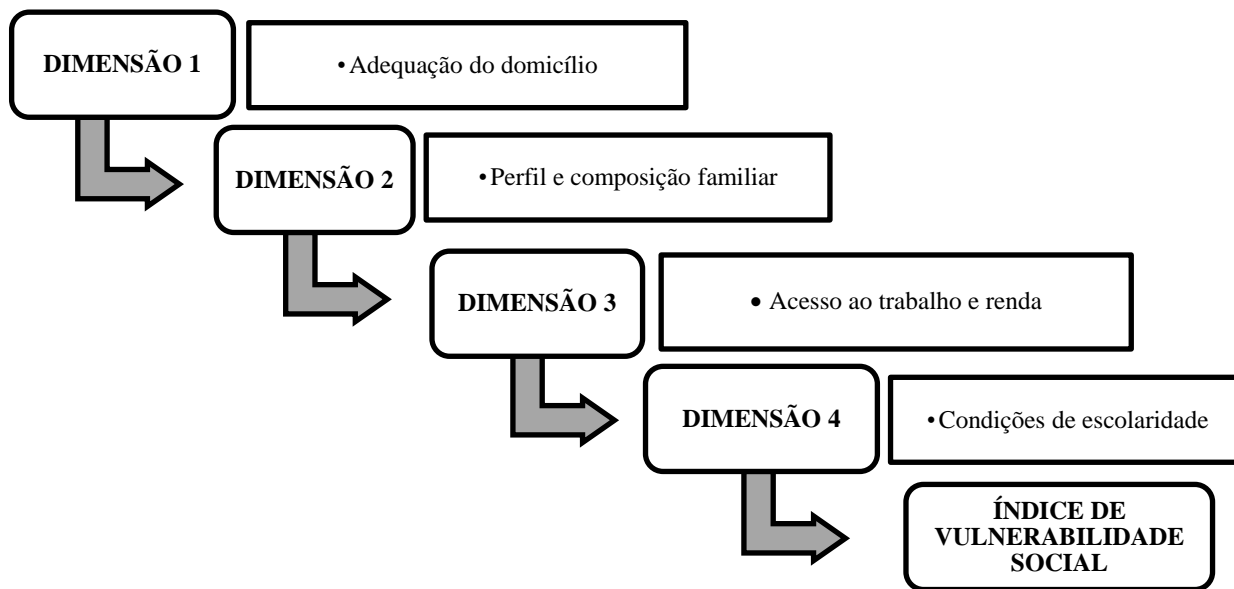 DIMENSÃO 1
• Adequação do domicílio
DIMENSÃO 2
• Perfil e composição familiar
DIMENSÃO 3
• Acesso ao trabalho e renda
DIMENSÃO 4
• Condições de escolaridade
ÍNDICE DE
VULNERABILIDADE
SOCIAL